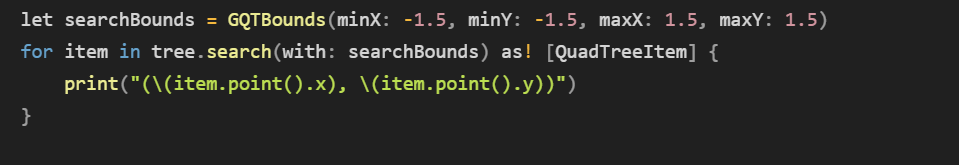 let searchBounds = GQTBounds(minX: -1.5, minY: -1.5, maxX: 1.5, maxY: 1.5)
for item in tree.search(with: searchBounds) as! [QuadTreeItem] {
    print("(\(item.point().x), \(item.point().y))")
}